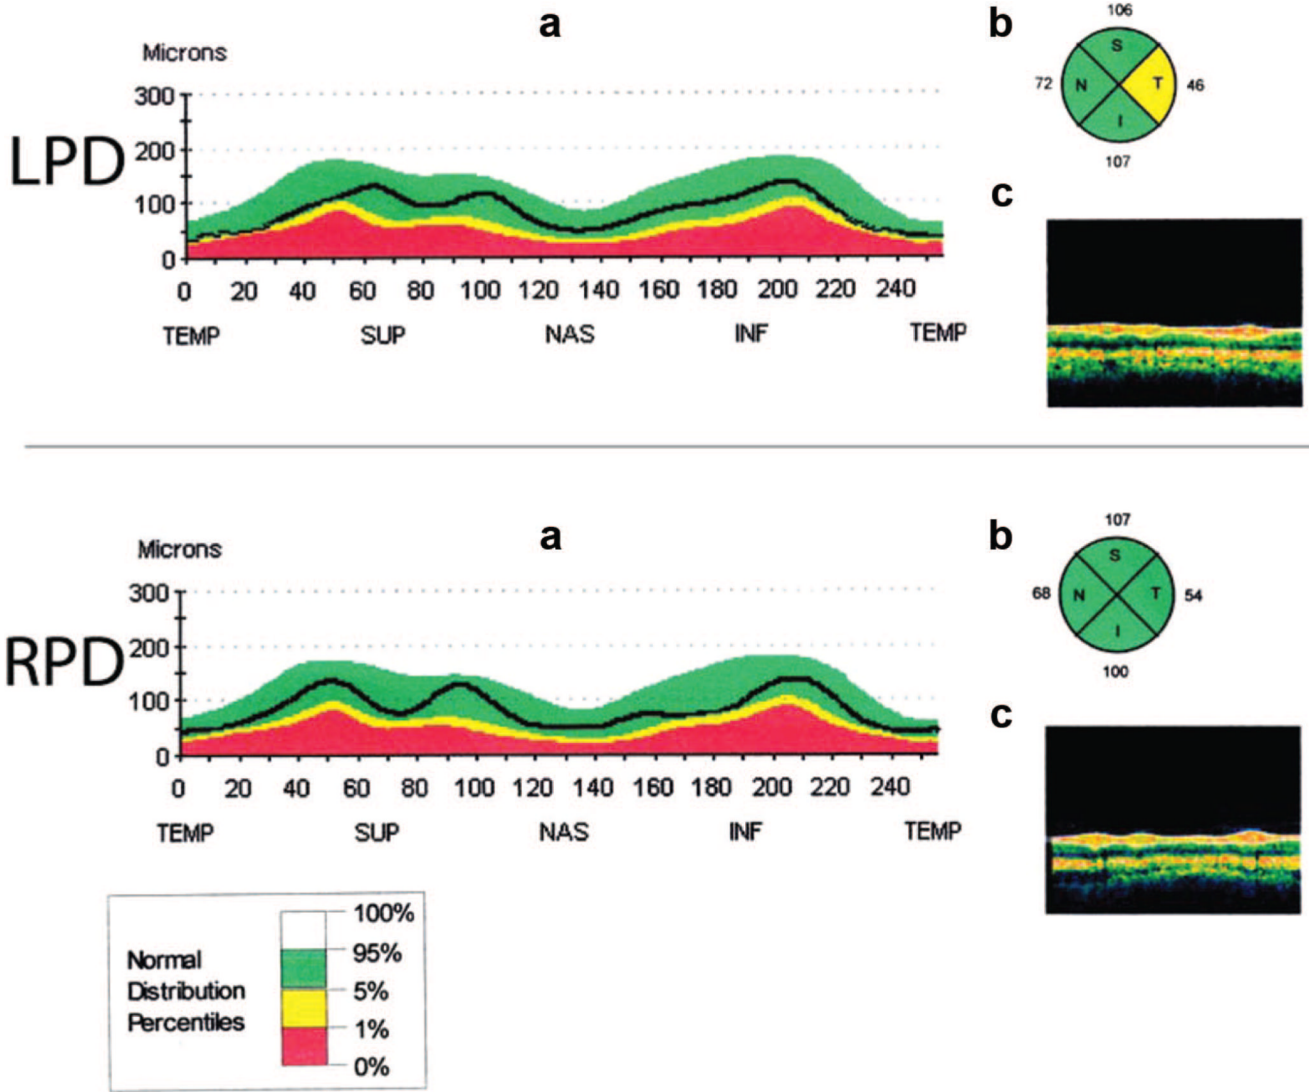 a
Microns
300
200
100
0
LPD
0 20 40 60 80 100 120 140 160 180 200 220 240
TEMP SUP NAS INF TEMP
b
106
S
72 N T 46
I
107
c
a
Microns
300
200
100
0
RPD
0 20 40 60 80 100 120 140 160 180 200 220 240
TEMP SUP NAS INF TEMP
b
107
S
68 N T 54
I
100
c
Normal
Distribution
Percentiles
100%
95%
5%
1%
0%